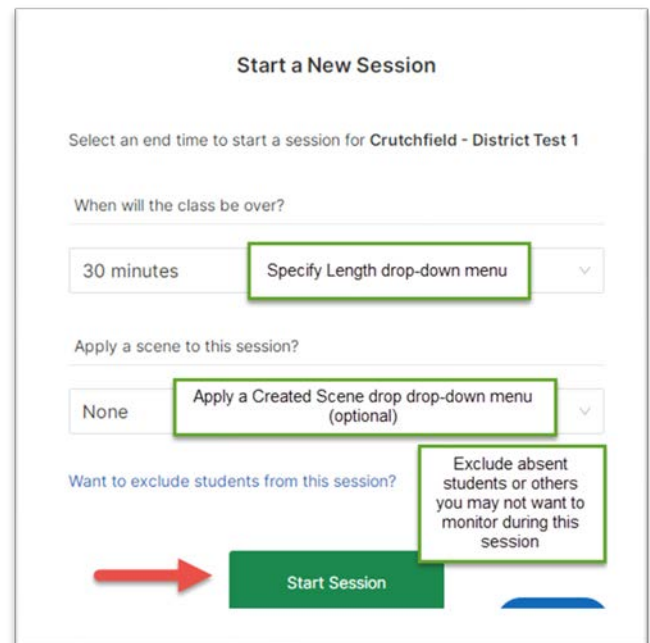 Start a New Session
Select an end time to start a session for Crutchfield - District Test 1
When will the class be over?
30 minutes
Specify Length drop-down menu
Apply a scene to this session?
None
Apply a Created Scene drop drop-down menu
(optional)
Want to exclude students from this session?
Exclude absent
students or others
you may not want to
monitor during this
session
Start Session